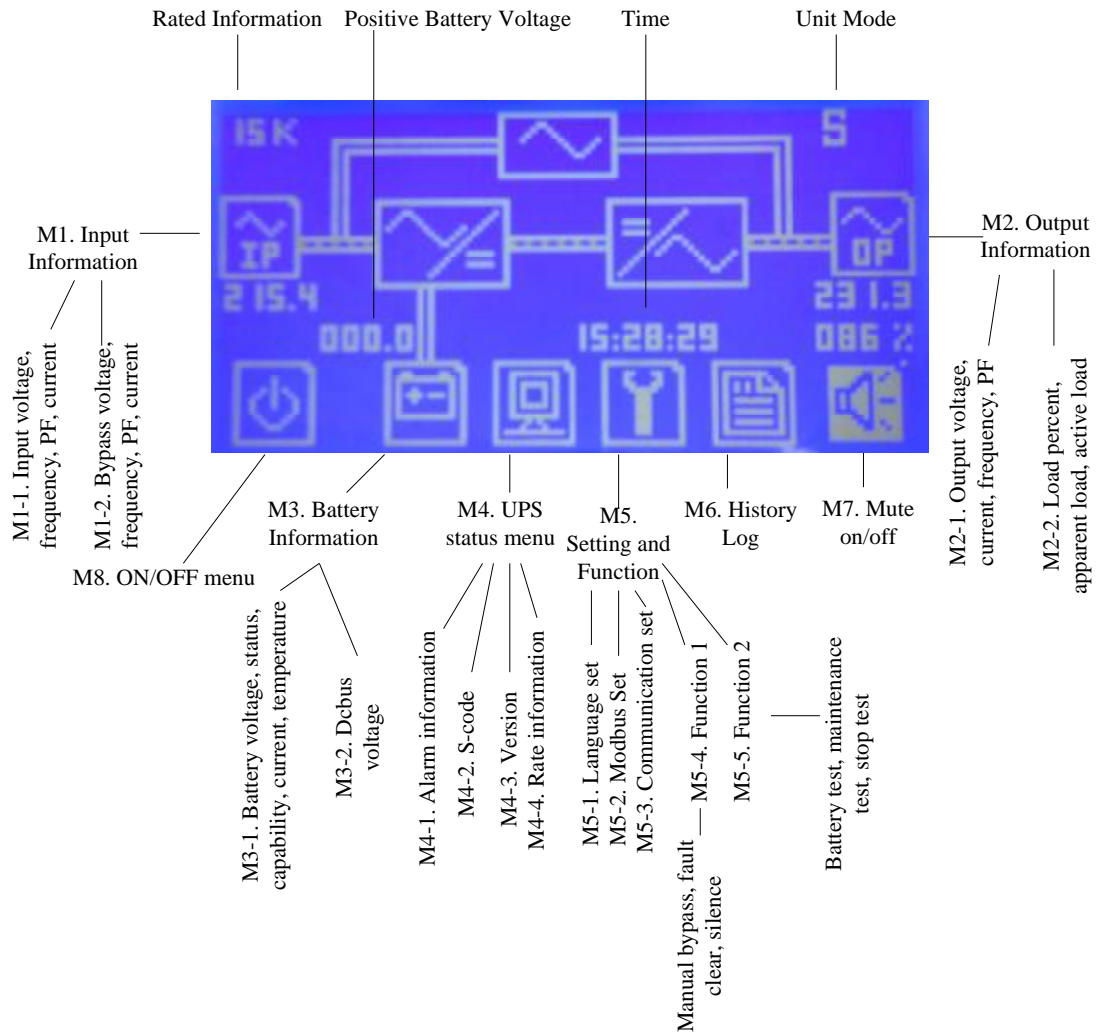 Rated Information
Positive Battery Voltage
Time
Unit Mode
15K
S
M1. Input
Information
IP
OP
M2. Output
Information
215.4
231.3
000.0
15:28:29
086 %
M1-1. Input voltage,
frequency, PF, current
M1-2. Bypass voltage,
frequency, PF, current
M2-1. Output voltage,
current, frequency, PF
M2-2. Load percent,
apparent load, active load
M8. ON/OFF menu
M3. Battery
Information
M4. UPS
status menu
M5.
Setting and
Function
M6. History
Log
M7. Mute
on/off
M3-1. Battery voltage, status,
capability, current, temperature
M3-2. Dcbus
voltage
M4-1. Alarm information
M4-2. S-code
M4-3. Version
M4-4. Rate information
M5-1. Language set
M5-2. Modbus Set
M5-3. Communication set
M5-4. Function 1
M5-5. Function 2
Manual bypass, fault
clear, silence
Battery test, maintenance
test, stop test